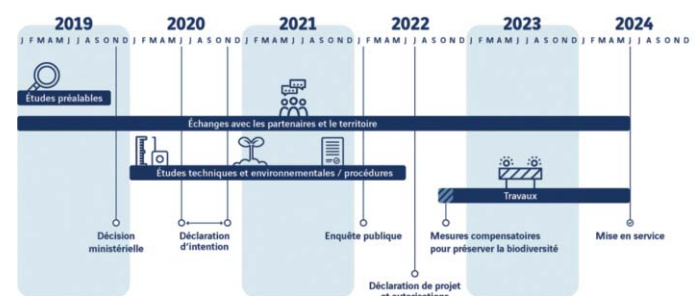 2019 2020 2021 2022 2023 2024
J F M A M J J A S O N D J F M A M J J A S O N D J F M A M J J A S O N D J F M A M J J A S O N D J F M A M J J A S O N D J F M A M J J A S O N D
Études préalables
Échanges avec les partenaires et le territoire
Études techniques et environnementales / procédures
Travaux
Décision
ministérielle
Déclaration
d'intention
Enquête publique
Mesures compensatoires
pour préserver la biodiversité
Mise en service
Déclaration de projet
et autorisations